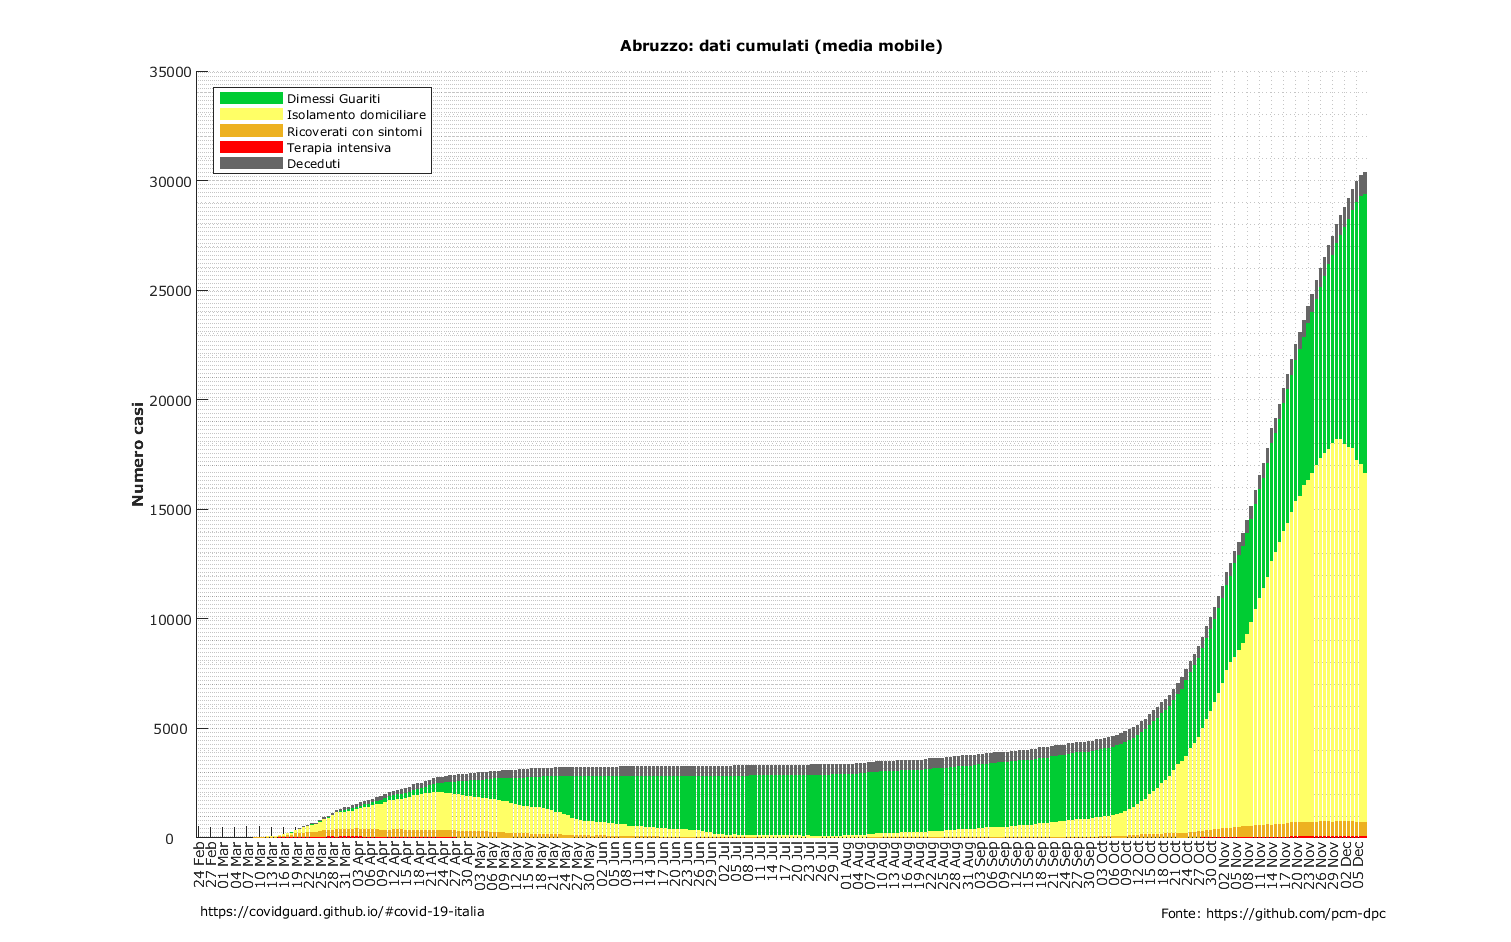 Abruzzo: dati cumulati (media mobile)
35000
30000
25000
20000
15000
10000
5000
0
Numero casi
Dimessi Guariti
Isolamento domiciliare
Ricoverati con sintomi
Terapia intensiva
Deceduti
24 Feb
27 Feb
01 Mar
04 Mar
07 Mar
10 Mar
13 Mar
16 Mar
19 Mar
22 Mar
25 Mar
28 Mar
31 Mar
03 Apr
06 Apr
09 Apr
12 Apr
15 Apr
18 Apr
21 Apr
24 Apr
27 Apr
30 Apr
03 May
06 May
09 May
12 May
15 May
18 May
21 May
24 May
27 May
30 May
02 Jun
05 Jun
08 Jun
11 Jun
14 Jun
17 Jun
20 Jun
23 Jun
26 Jun
29 Jun
02 Jul
05 Jul
08 Jul
11 Jul
14 Jul
17 Jul
20 Jul
23 Jul
26 Jul
29 Jul
01 Aug
04 Aug
07 Aug
10 Aug
13 Aug
16 Aug
19 Aug
22 Aug
25 Aug
28 Aug
31 Aug
03 Sep
06 Sep
09 Sep
12 Sep
15 Sep
18 Sep
21 Sep
24 Sep
27 Sep
30 Sep
03 Oct
06 Oct
09 Oct
12 Oct
15 Oct
18 Oct
21 Oct
24 Oct
27 Oct
30 Oct
02 Nov
05 Nov
08 Nov
11 Nov
14 Nov
17 Nov
20 Nov
23 Nov
26 Nov
29 Nov
02 Dec
05 Dec
https://covidguard.github.io/#covid-19-italia
Fonte: https://github.com/pcm-dpc